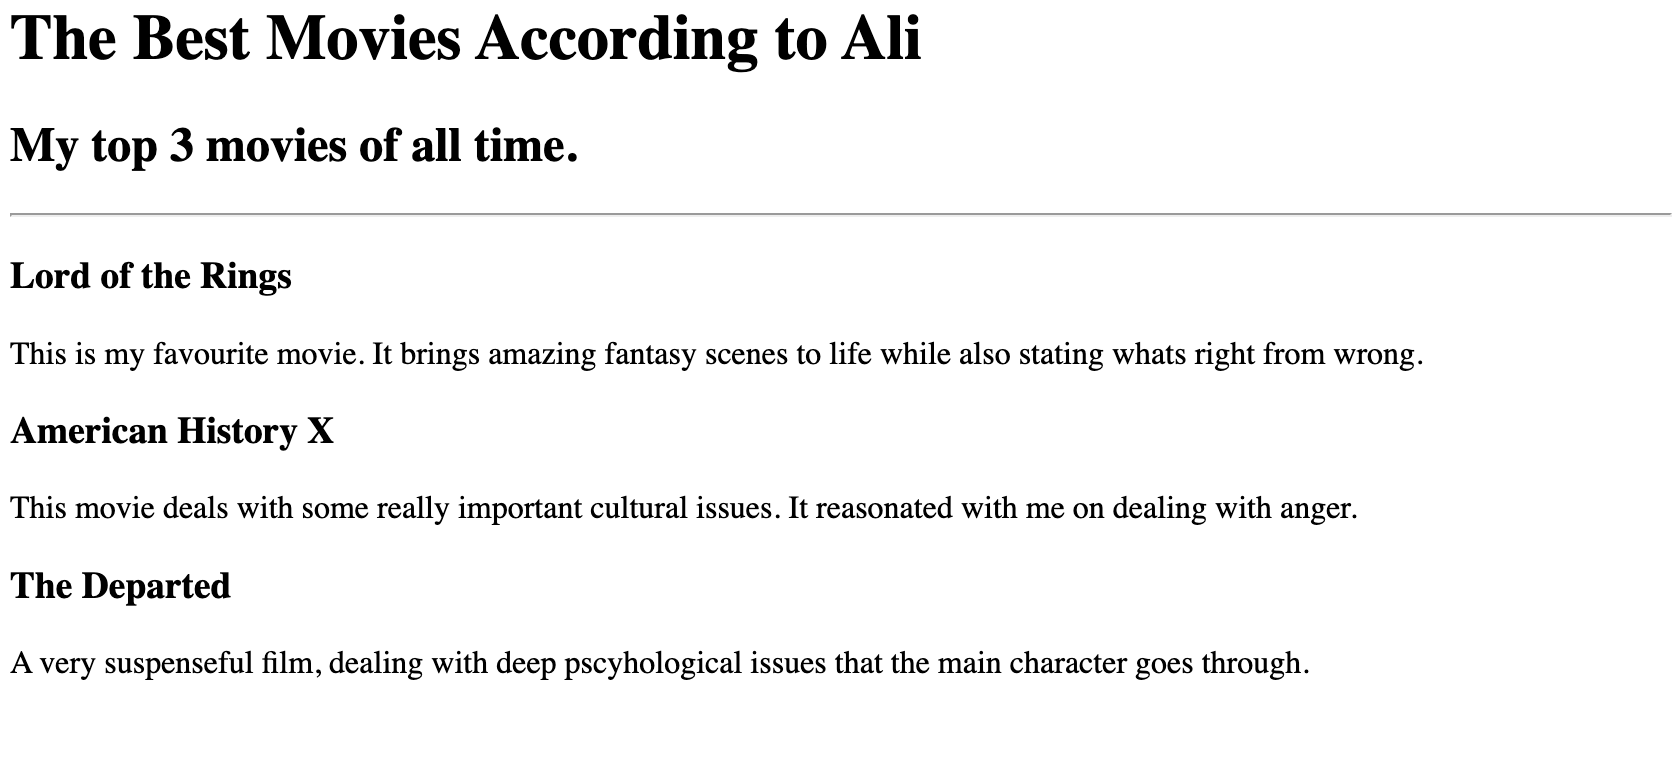 The Best Movies According to Ali
My top 3 movies of all time.
Lord of the Rings
This is my favourite movie. It brings amazing fantasy scenes to life while also stating whats right from wrong.
American History X
This movie deals with some really important cultural issues. It reasonated with me on dealing with anger.
The Departed
A very suspenseful film, dealing with deep pscyhological issues that the main character goes through.